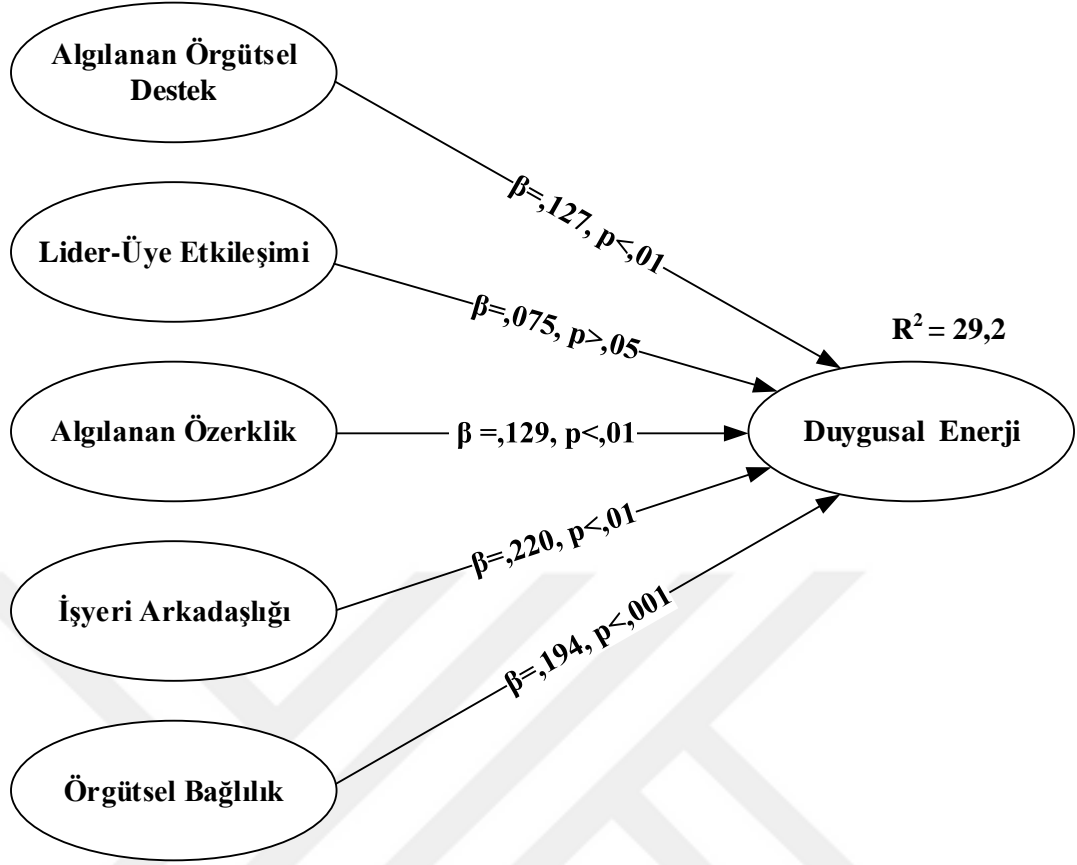 Algılanan Örgütsel
Destek
β=,127, p<,01
Lider-Üye Etkileşimi
β=,075, p>,05
R² = 29,2
Algılanan Özerklik
β =,129, p<,01
Duygusal Enerji
İşyeri Arkadaşlığı
β=,220, p<,01
Örgütsel Bağlılık
β=,194, p<,001